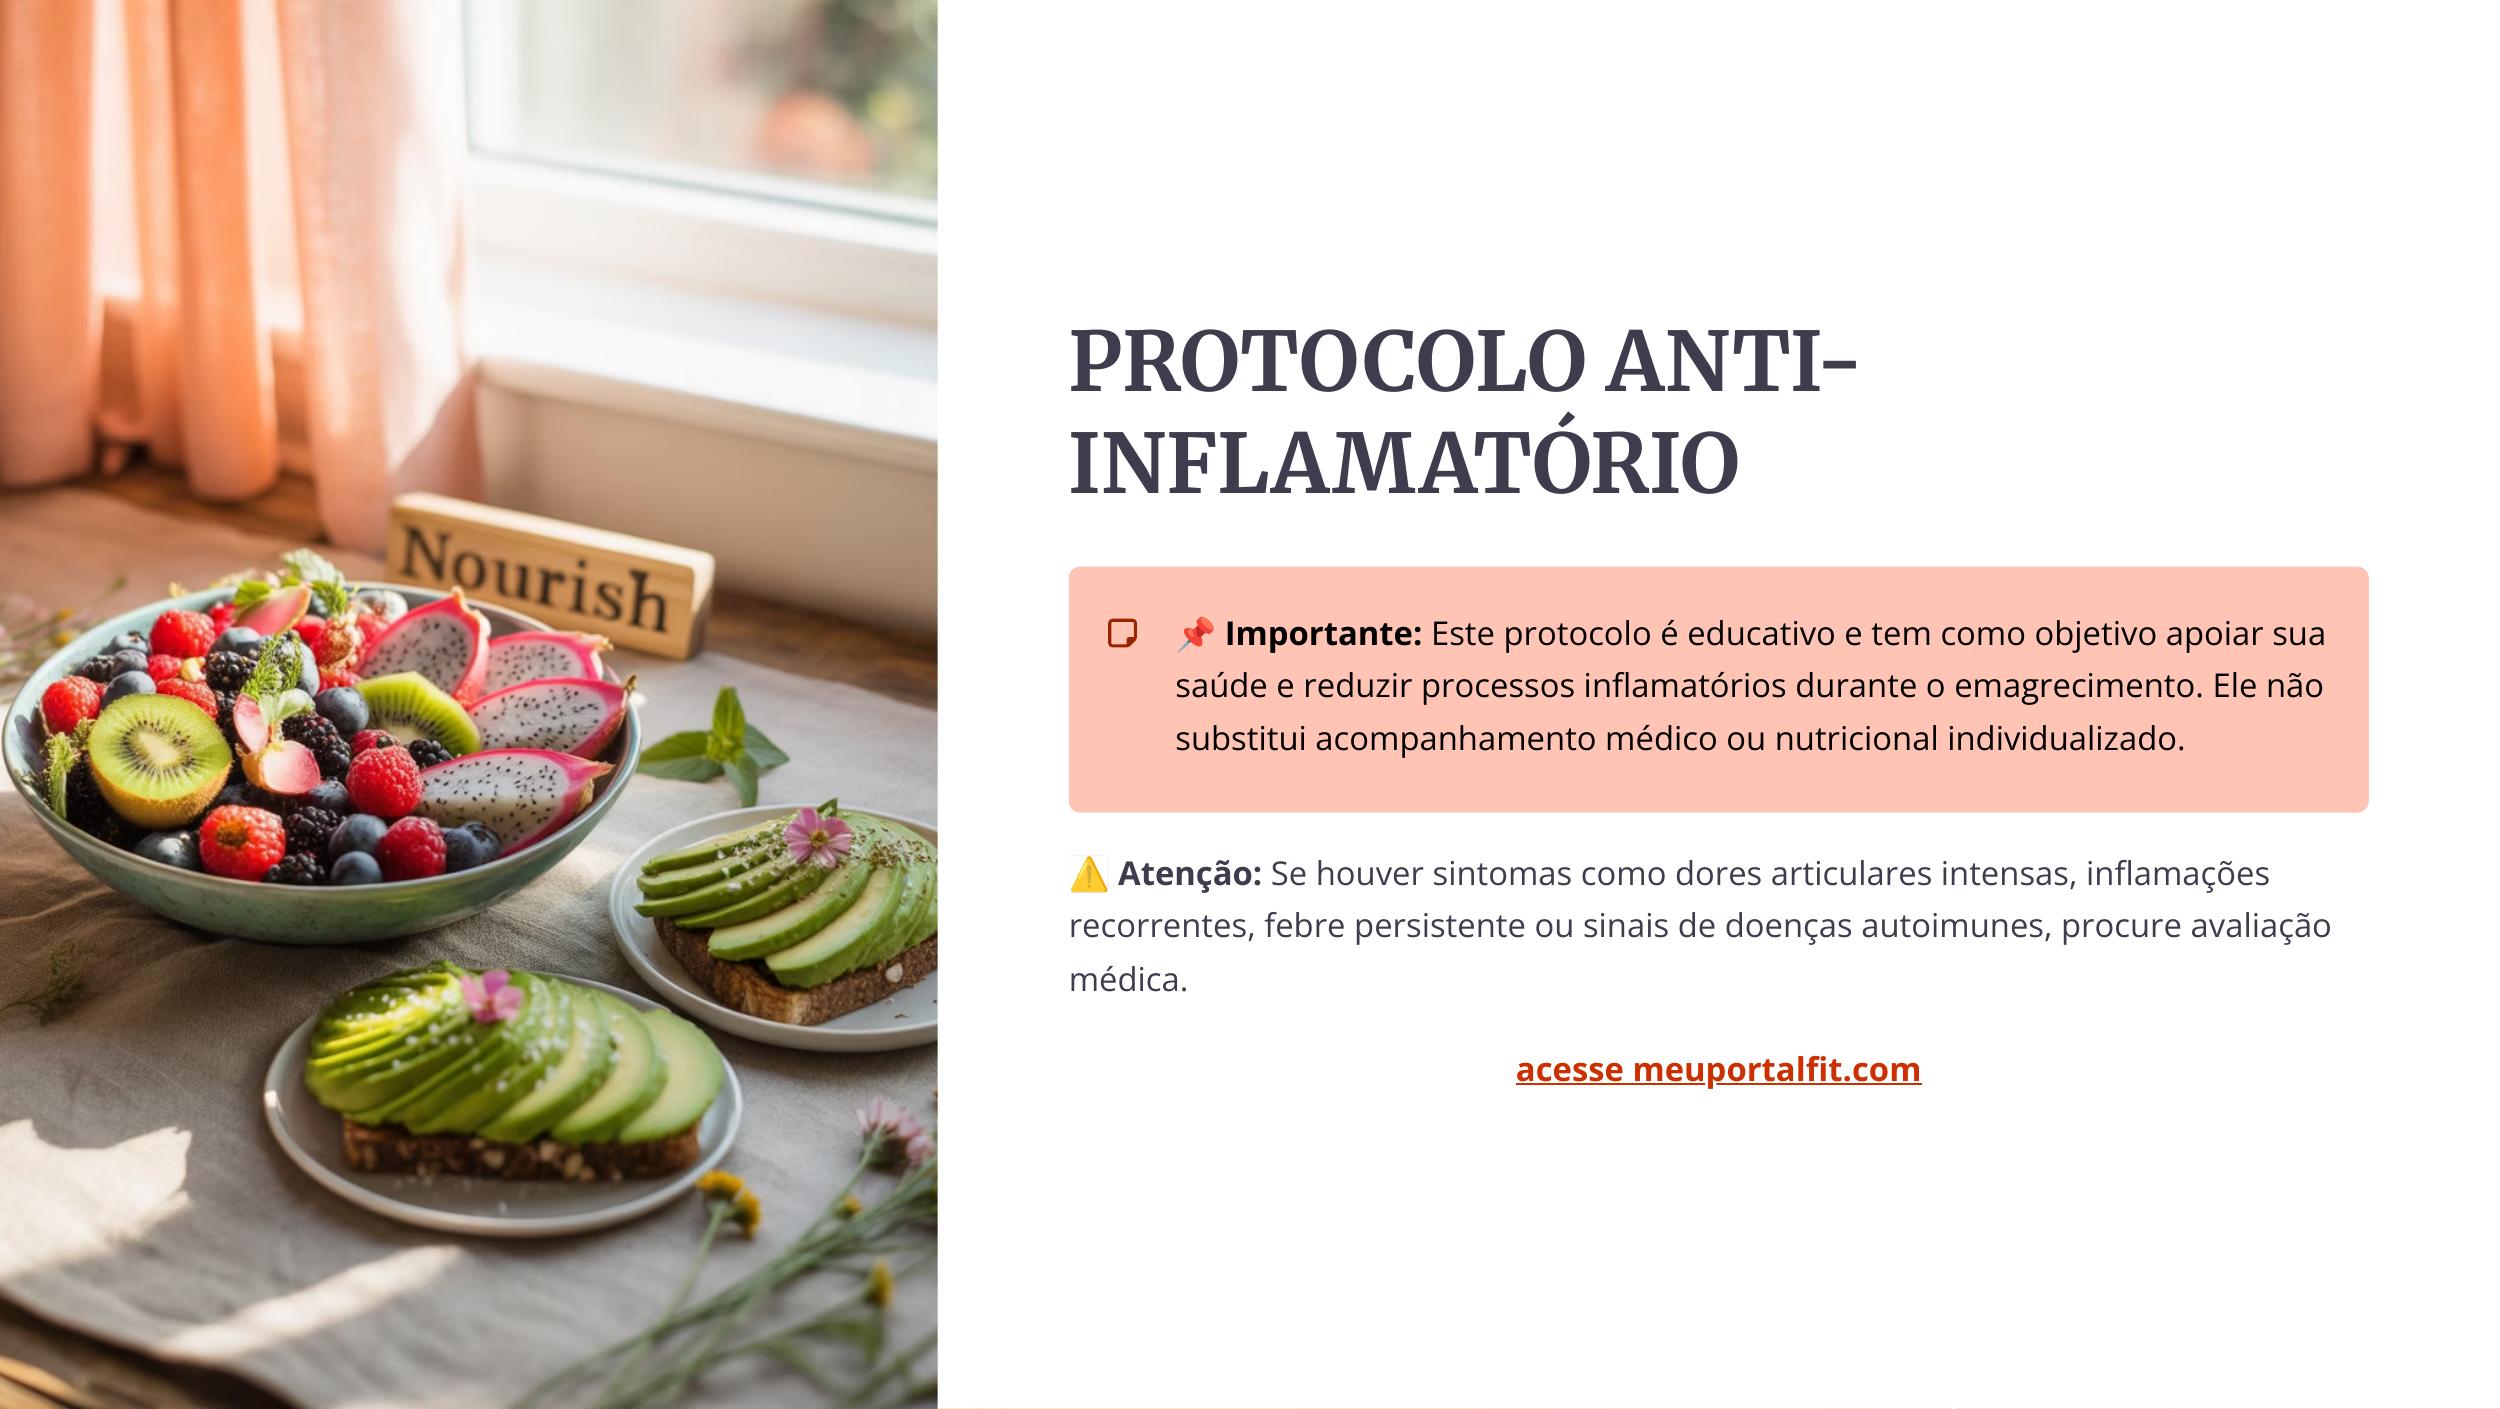 Nourish
PROTOCOLO ANTI-
INFLAMATÓRIO
📌 Importante: Este protocolo é educativo e tem como objetivo apoiar sua
saúde e reduzir processos inflamatórios durante o emagrecimento. Ele não
substitui acompanhamento médico ou nutricional individualizado.
⚠️ Atenção: Se houver sintomas como dores articulares intensas, inflamações
recorrentes, febre persistente ou sinais de doenças autoimunes, procure avaliação
médica.
acesse meuportalfit.com